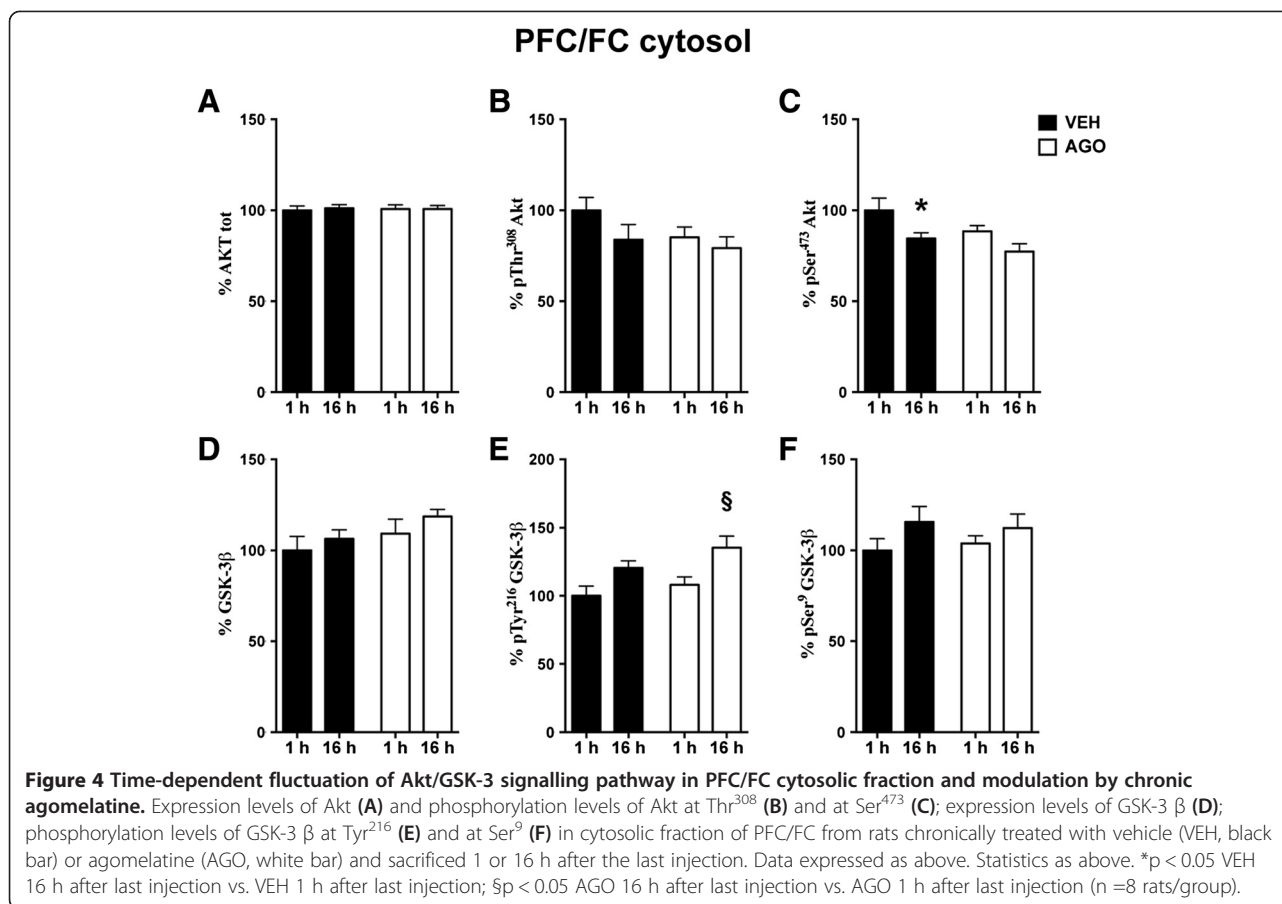 PFC/FC cytosol
A
B
C
VEH
AGO
% AKT tot
150
100
50
0
1 h 16 h 1 h 16 h
% pThr³⁰⁸ Akt
150
100
50
0
1 h 16 h 1 h 16 h
% pSer⁴⁷³ Akt
150
100
50
0
*
1 h 16 h 1 h 16 h
D
E
F
% GSK-3β
150
100
50
0
1 h 16 h 1 h 16 h
% pTyr²¹⁶ GSK-3β
200
150
100
50
0
§
1 h 16 h 1 h 16 h
% pSer⁹ GSK-3β
150
100
50
0
1 h 16 h 1 h 16 h
Figure 4 Time-dependent fluctuation of Akt/GSK-3 signalling pathway in PFC/FC cytosolic fraction and modulation by chronic
agomelatine. Expression levels of Akt (A) and phosphorylation levels of Akt at Thr³⁰⁸ (B) and at Ser⁴⁷³ (C); expression levels of GSK-3 β (D);
phosphorylation levels of GSK-3 β at Tyr²¹⁶ (E) and at Ser⁹ (F) in cytosolic fraction of PFC/FC from rats chronically treated with vehicle (VEH, black
bar) or agomelatine (AGO, white bar) and sacrificed 1 or 16 h after the last injection. Data expressed as above. Statistics as above. *p < 0.05 VEH
16 h after last injection vs. VEH 1 h after last injection; §p < 0.05 AGO 16 h after last injection vs. AGO 1 h after last injection (n =8 rats/group).